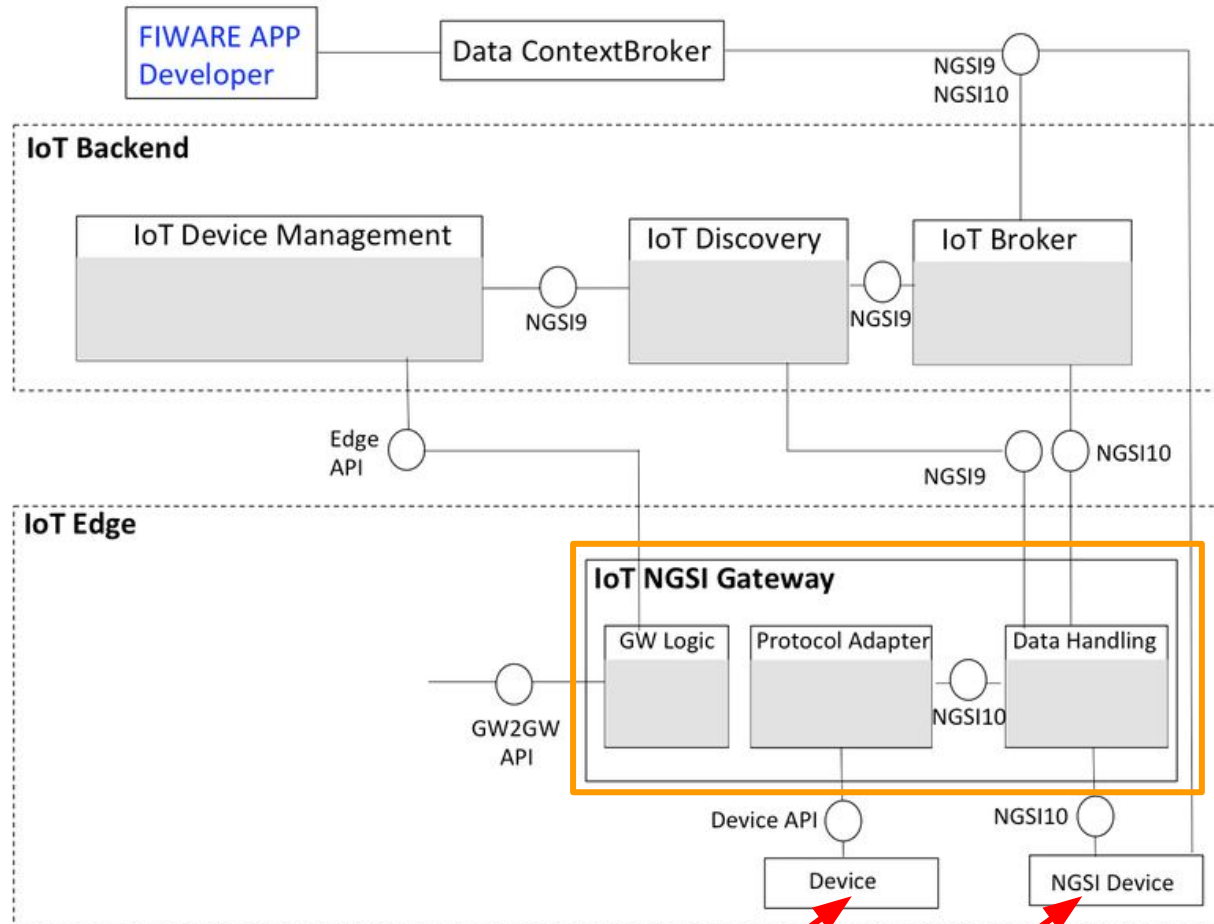 FIWARE APP
Developer
Data ContextBroker
NGSI9
NGSI10
IoT Backend
IoT Device Management
IoT Discovery
IoT Broker
NGSI9
NGSI9
Edge
API
NGSI9
NGSI10
IoT Edge
IoT NGSI Gateway
GW Logic
Protocol Adapter
Data Handling
GW2GW
API
NGSI10
Device API
NGSI10
Device
NGSI Device